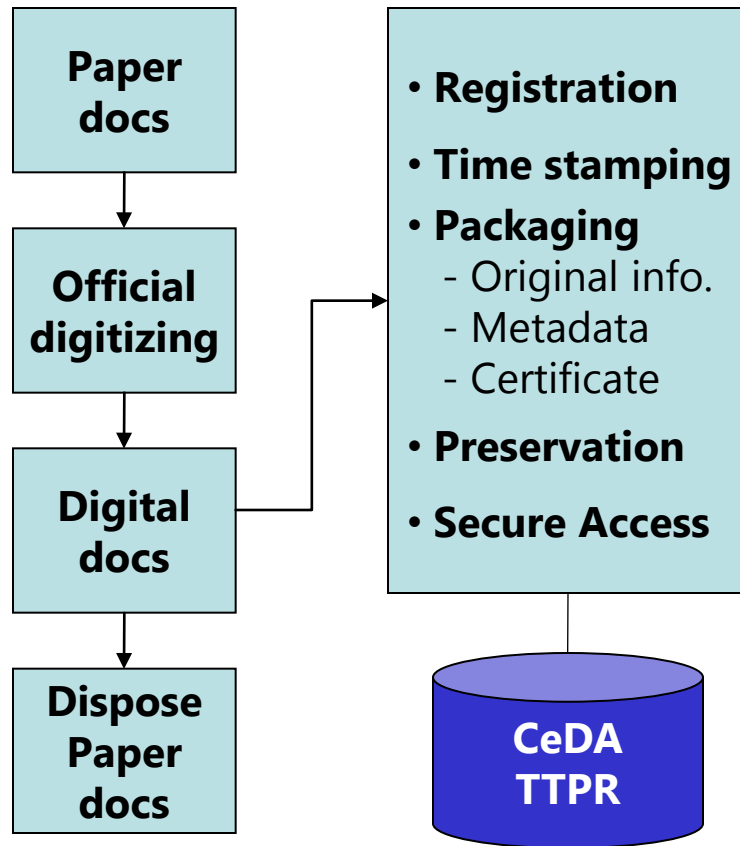 Paper
docs
Official
digitizing
Digital
docs
Dispose
Paper
docs
• Registration
• Time stamping
• Packaging
- Original info.
- Metadata
- Certificate
• Preservation
• Secure Access
CeDA
TTPR